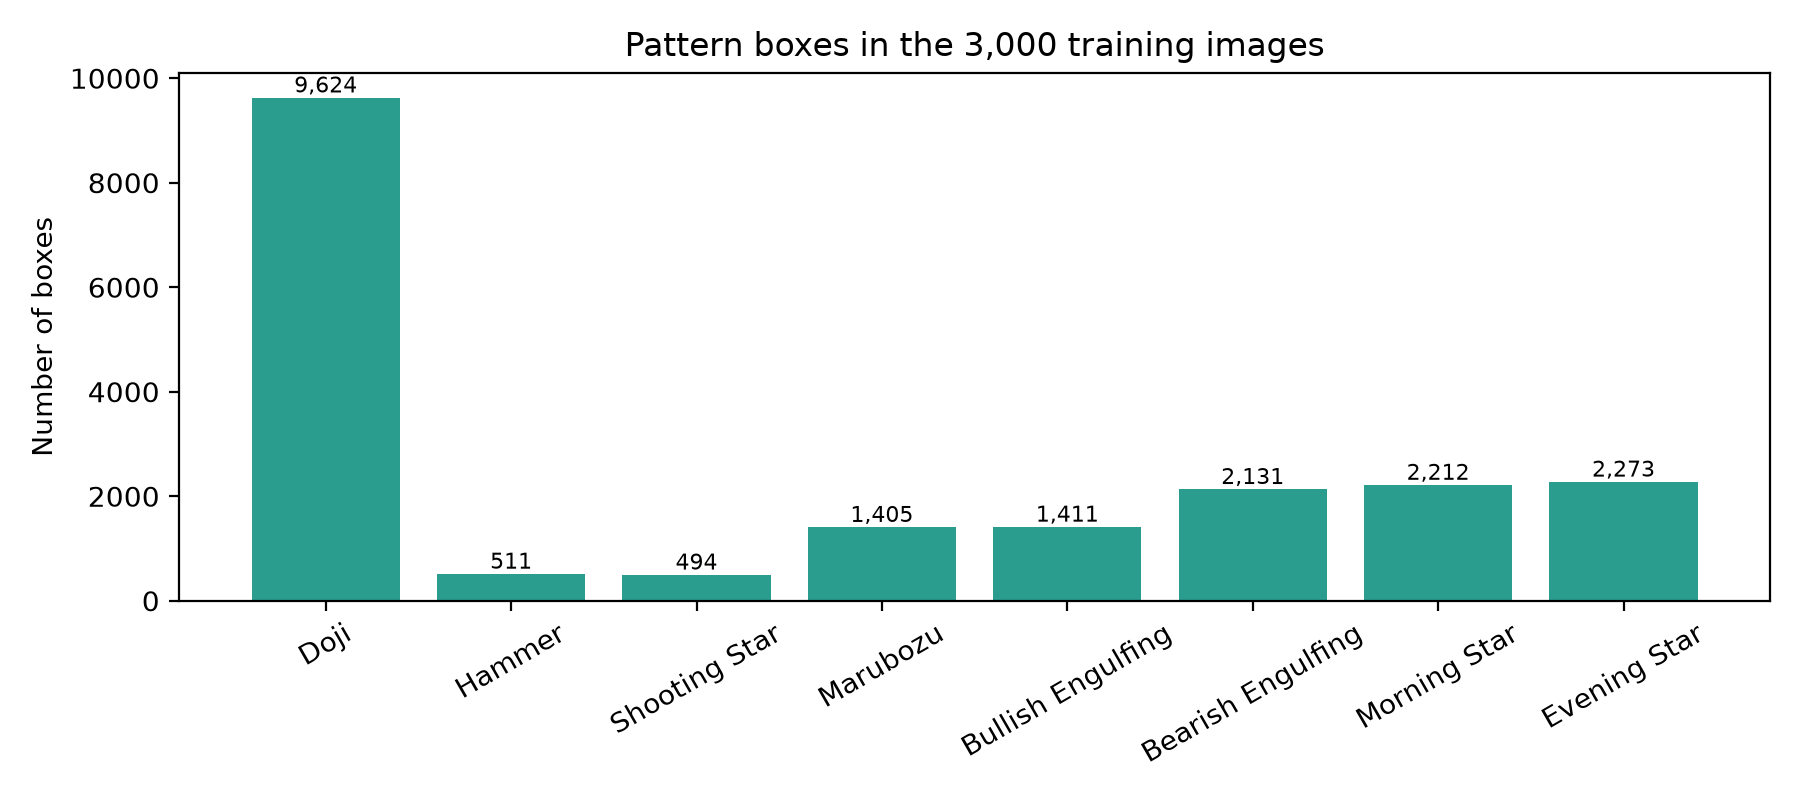 Pattern boxes in the 3,000 training images
Number of boxes
10000
8000
6000
4000
2000
0
9,624
511
494
1,405
1,411
2,131
2,212
2,273
Doji
Hammer
Shooting Star
Marubozu
Bullish Engulfing
Bearish Engulfing
Morning Star
Evening Star